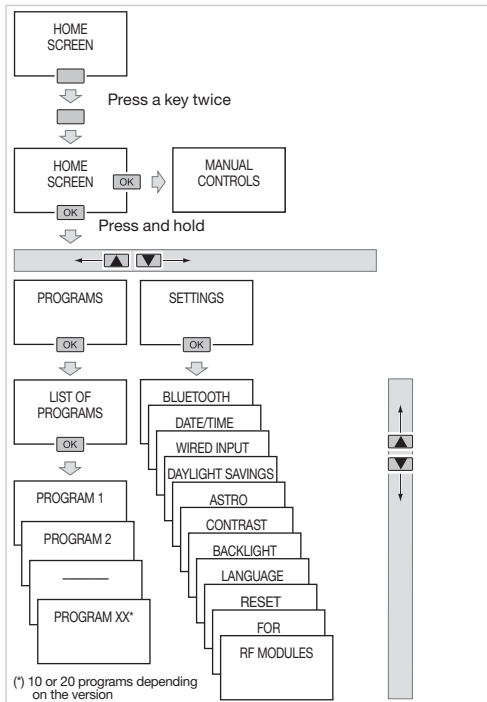 HOME
SCREEN
Press a key twice
HOME
SCREEN
OK
MANUAL
CONTROLS
OK
Press and hold
PROGRAMS
SETTINGS
OK
OK
LIST OF
PROGRAMS
OK
BLUETOOTH
DATE/TIME
WIRED INPUT
DAYLIGHT SAVINGS
ASTRO
CONTRAST
BACKLIGHT
LANGUAGE
RESET
FOR
RF MODULES
PROGRAM 1
PROGRAM 2
PROGRAM XX*
(*) 10 or 20 programs depending
on the version